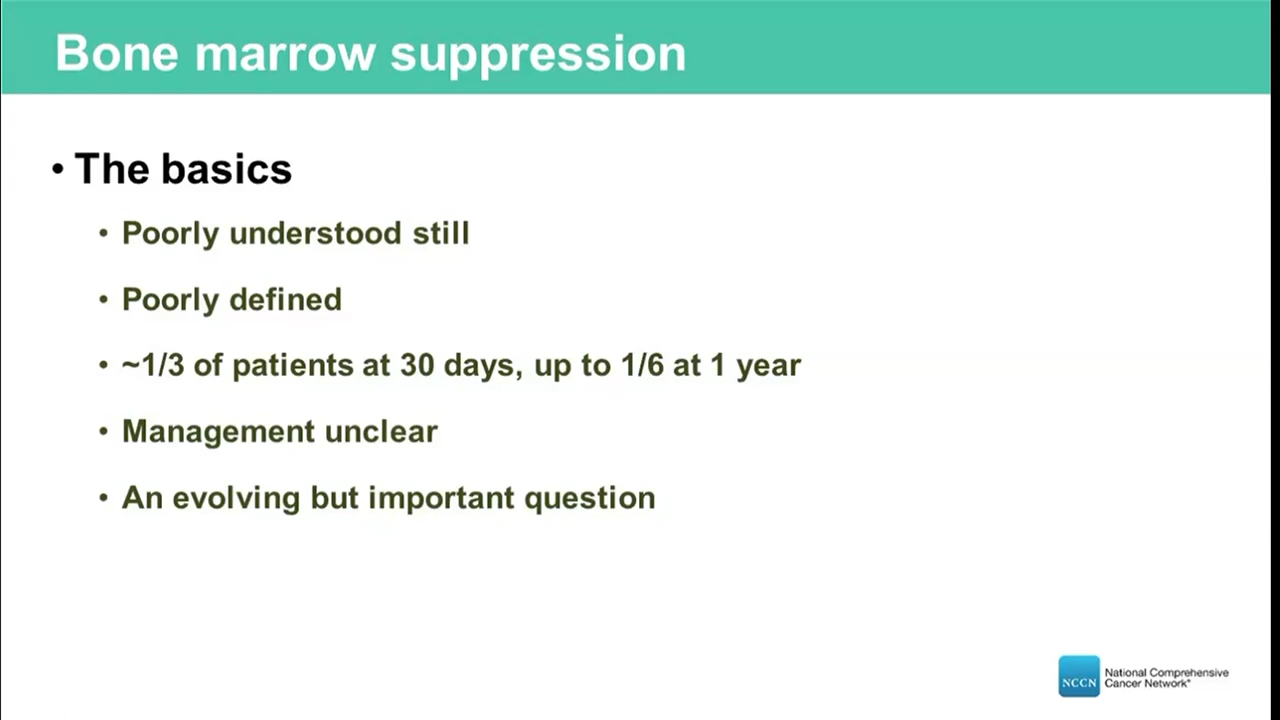 Bone marrow suppression
• The basics
• Poorly understood still
• Poorly defined
• ~1/3 of patients at 30 days, up to 1/6 at 1 year
• Management unclear
• An evolving but important question
NCCN
National Comprehensive
Cancer Network®